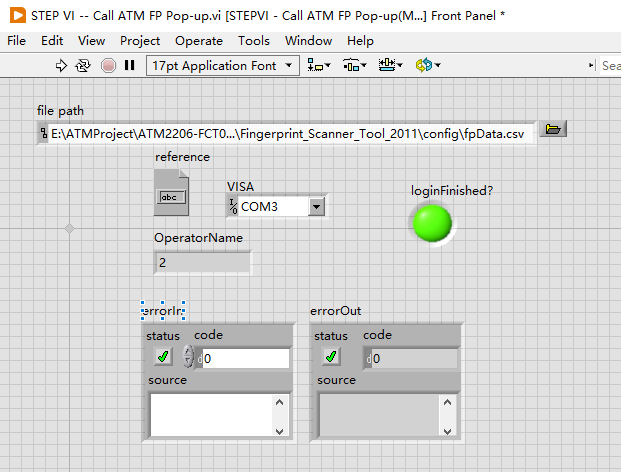 STEP VI -- Call ATM FP Pop-up.vi [STEPVI - Call ATM FP Pop-up(M...] Front Panel *
File Edit View Project Operate Tools Window Help
17pt Application Font Sea
file path
E:\ATMProject\ATM2206-FCT0...\Fingerprint_Scanner_Tool_2011\config\fpData.csv
reference
abc
VISA
I/O COM3
loginFinished?
OperatorName
2
errorIn
errorOut
status code
status code
d 0
d 0
source
source